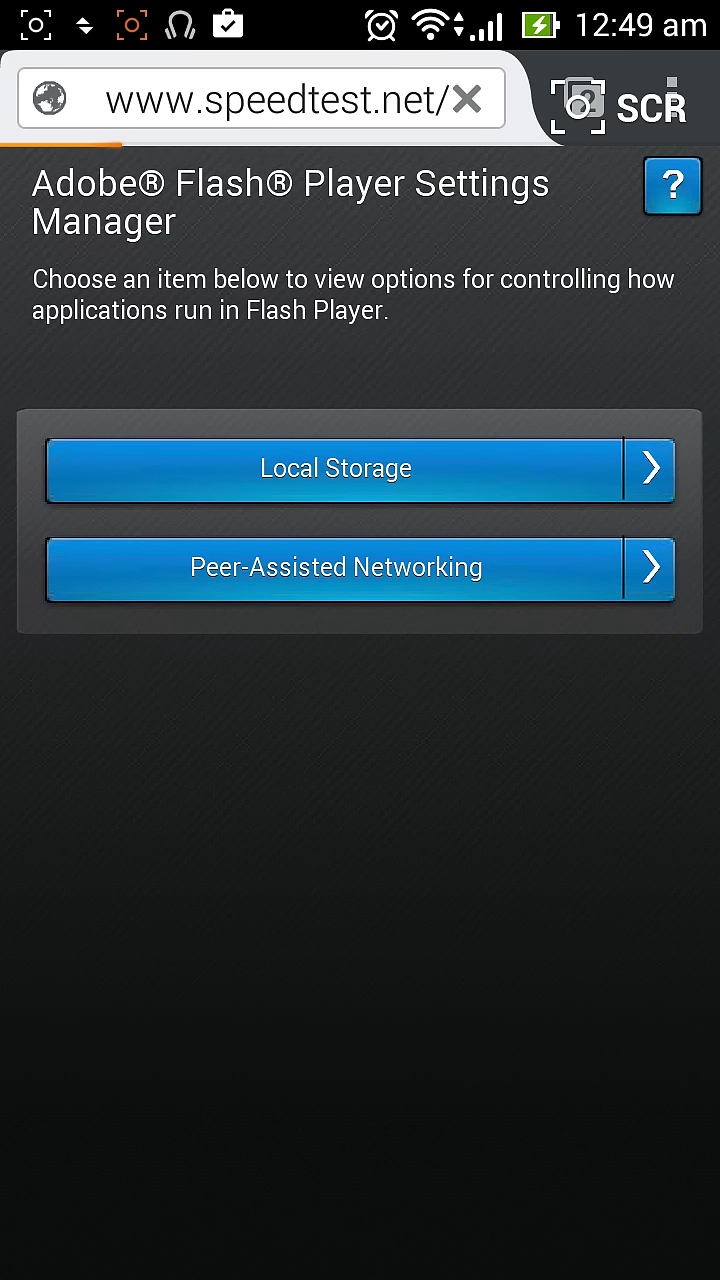 12:49 am
www.speedtest.net/
2
SCR
Adobe® Flash® Player Settings
Manager
?
Choose an item below to view options for controlling how
applications run in Flash Player.
Local Storage
Peer-Assisted Networking